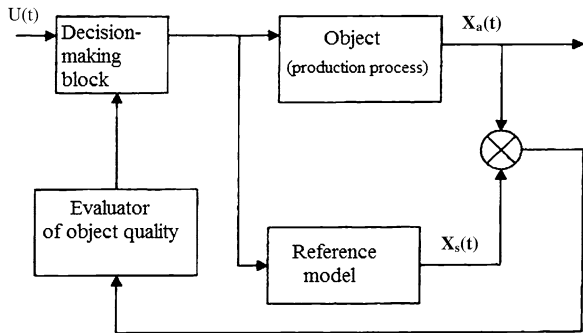 U(t)
Decision-
making
block
Object
(production process)
Xa(t)
Evaluator
of object quality
Reference
model
Xs(t)